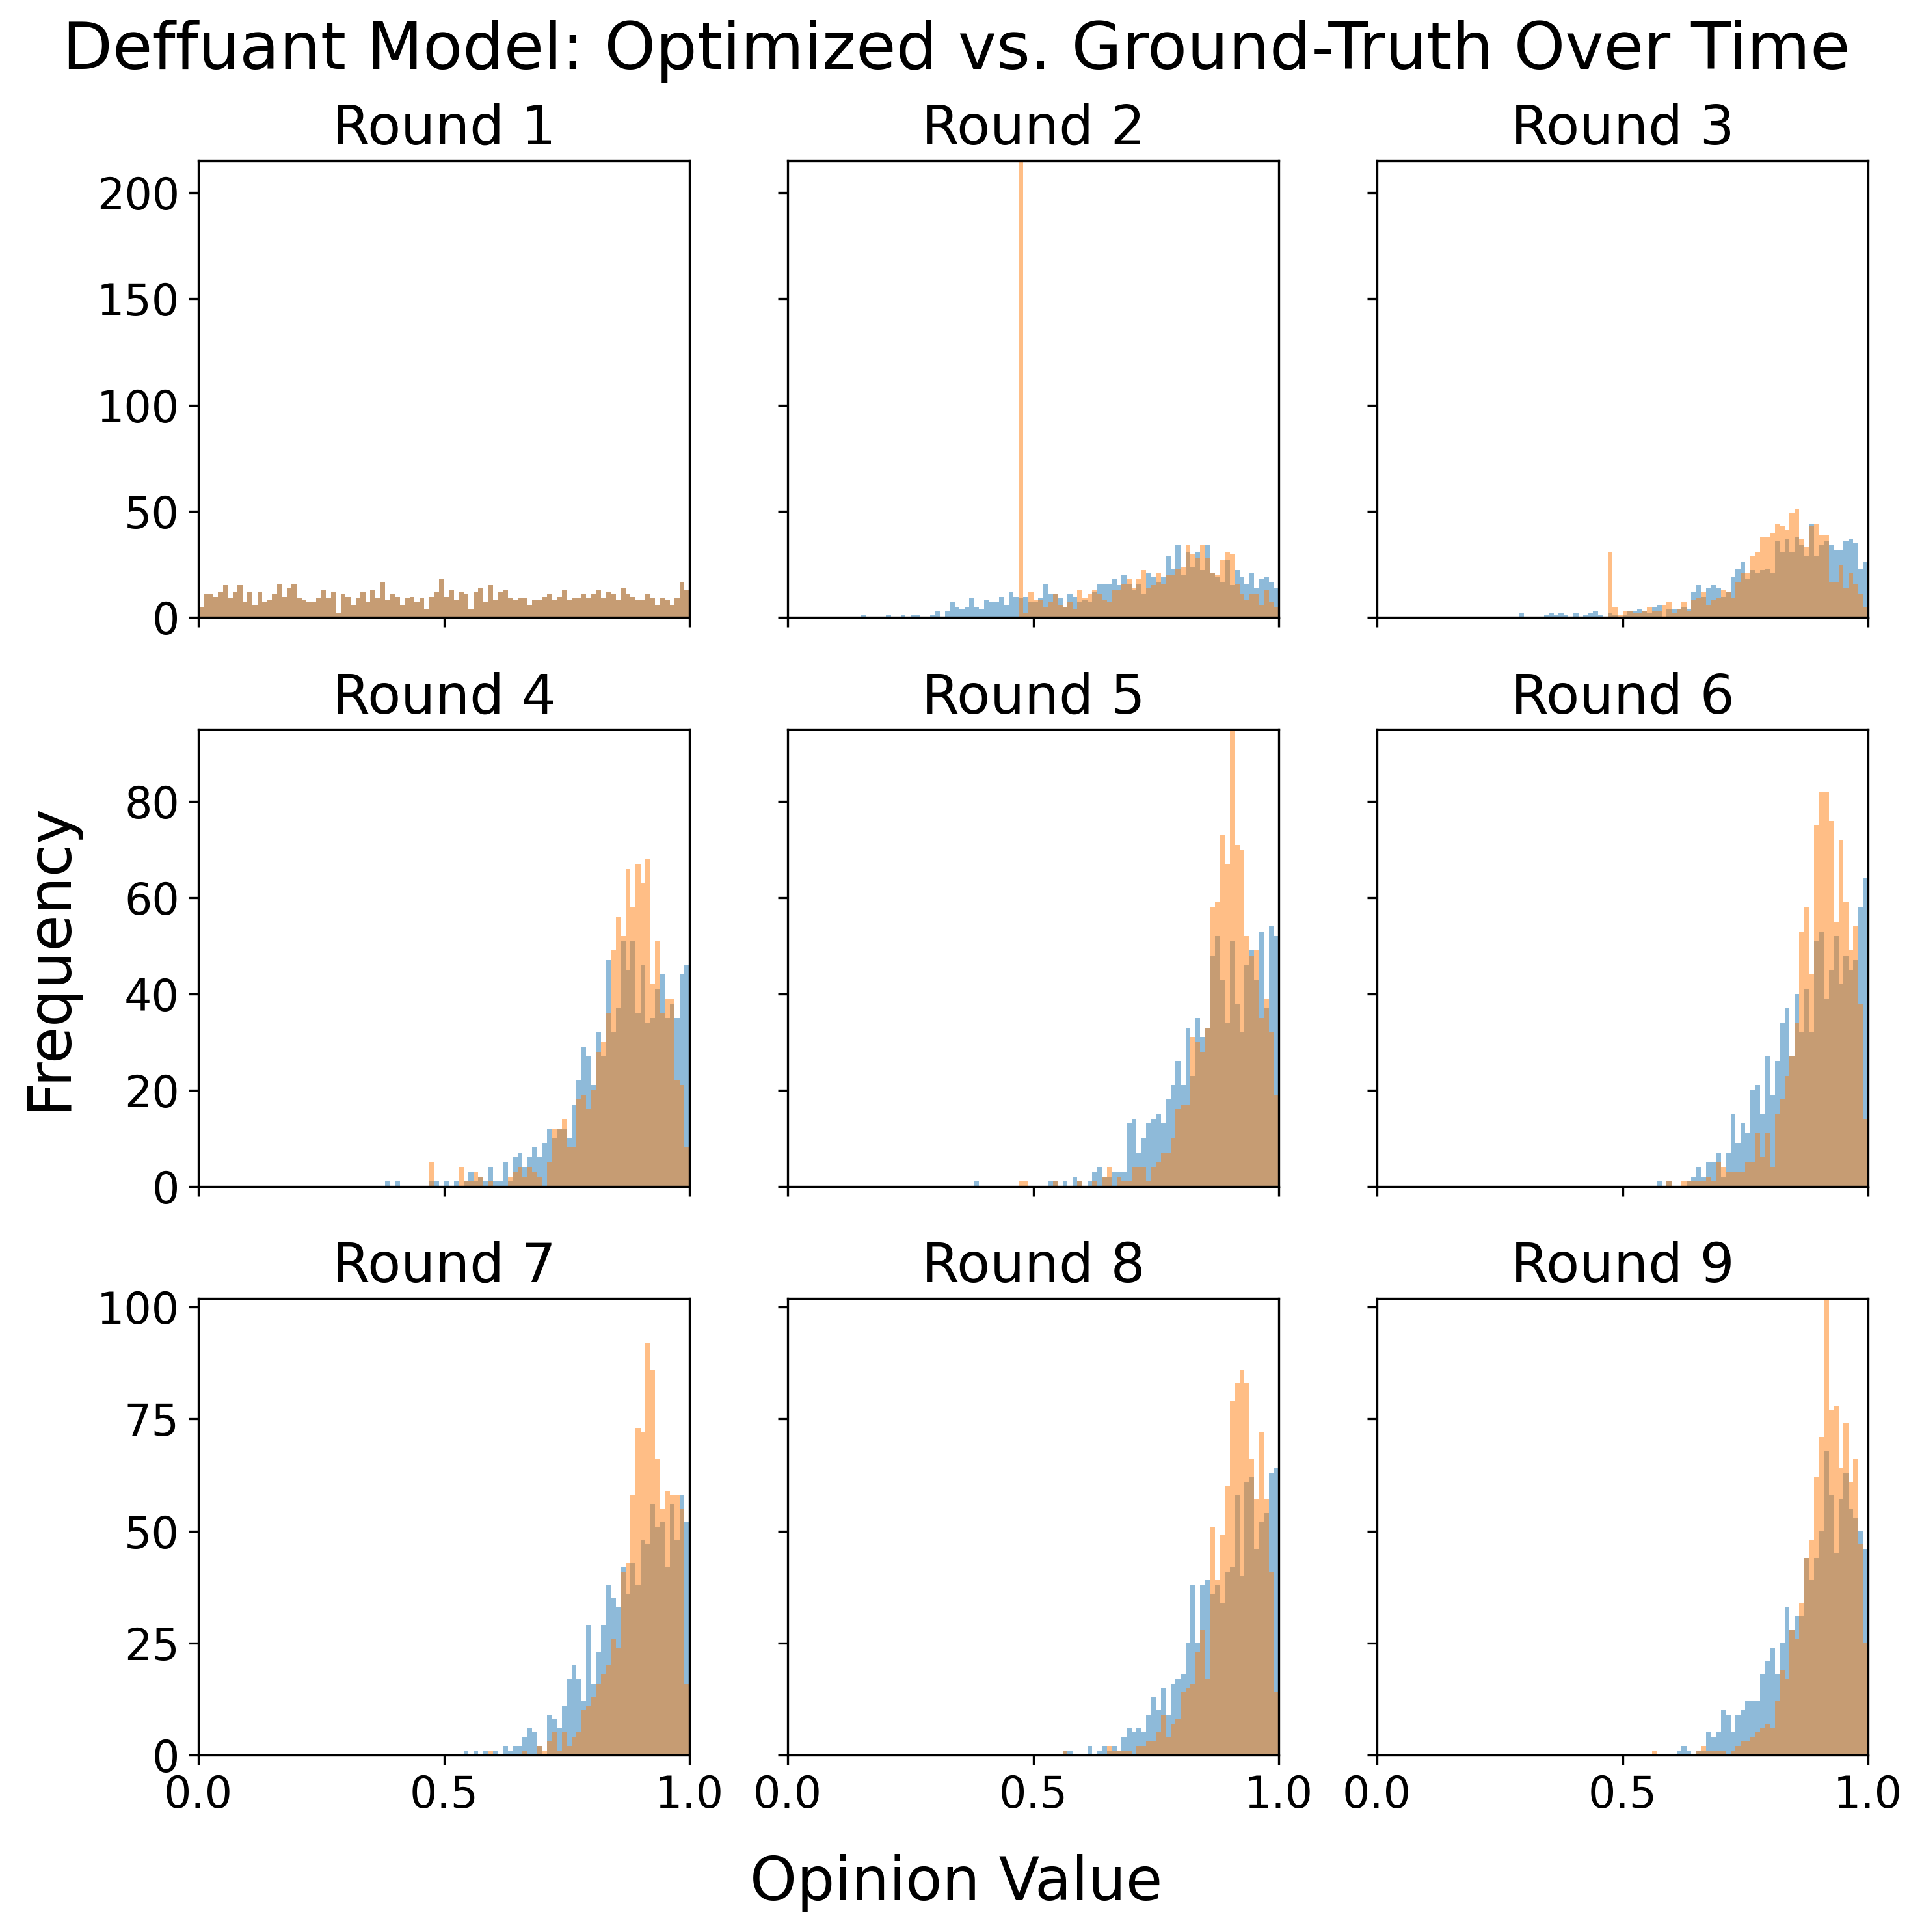 Deffuant Model: Optimized vs. Ground-Truth Over Time
Round 1
Round 2
Round 3
200
150
100
50
0
Round 4
Round 5
Round 6
80
60
40
20
0
Frequency
Round 7
Round 8
Round 9
100
75
50
25
0
0.0 0.5 1.0 0.0 0.5 1.0 0.0 0.5 1.0
Opinion Value